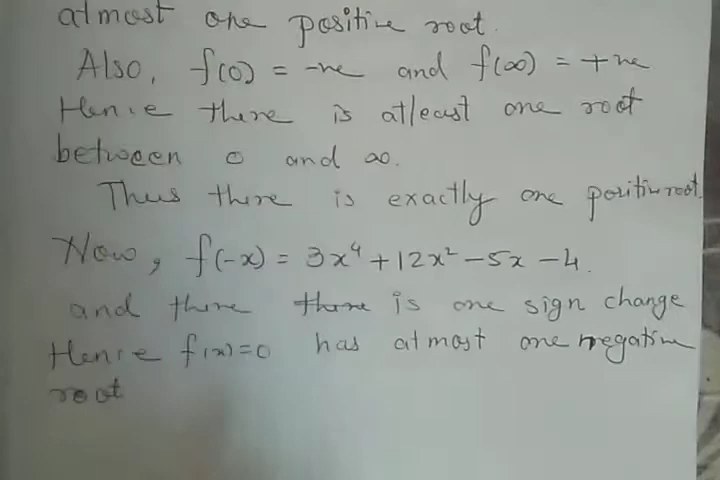 atmost one positive root.
Also, f(0) = -ve and f(∞) = +ve
Hence there is atleast one root
between 0 and ∞.
Thus there is exactly one positive root.
Now, f(-x) = 3x⁴ + 12x² - 5x - 4.
and there there is one sign change
Hence f(x)=0 has atmost one negative
root